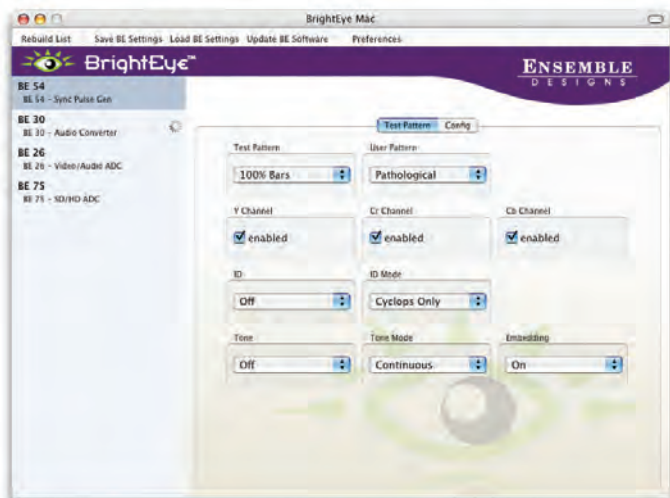 BrightEye Mac
Rebuild List Save BE Settings Load BE Settings Update BE Software Preferences
BrightEye™
ENSEMBLE
DESIGNS
BE 54
BE 54 - Sync Pulse Gen
BE 30
BE 30 - Audio Converter
BE 26
BE 26 - Video/Audio ADC
BE 75
BE 75 - SD/HD ADC
Test Pattern Config
Test Pattern User Pattern
100% Bars Pathological
Y Channel Cr Channel Cb Channel
enabled enabled enabled
ID ID Mode
Off Cyclops Only
Tone Tone Mode Embedding
Off Continuous On